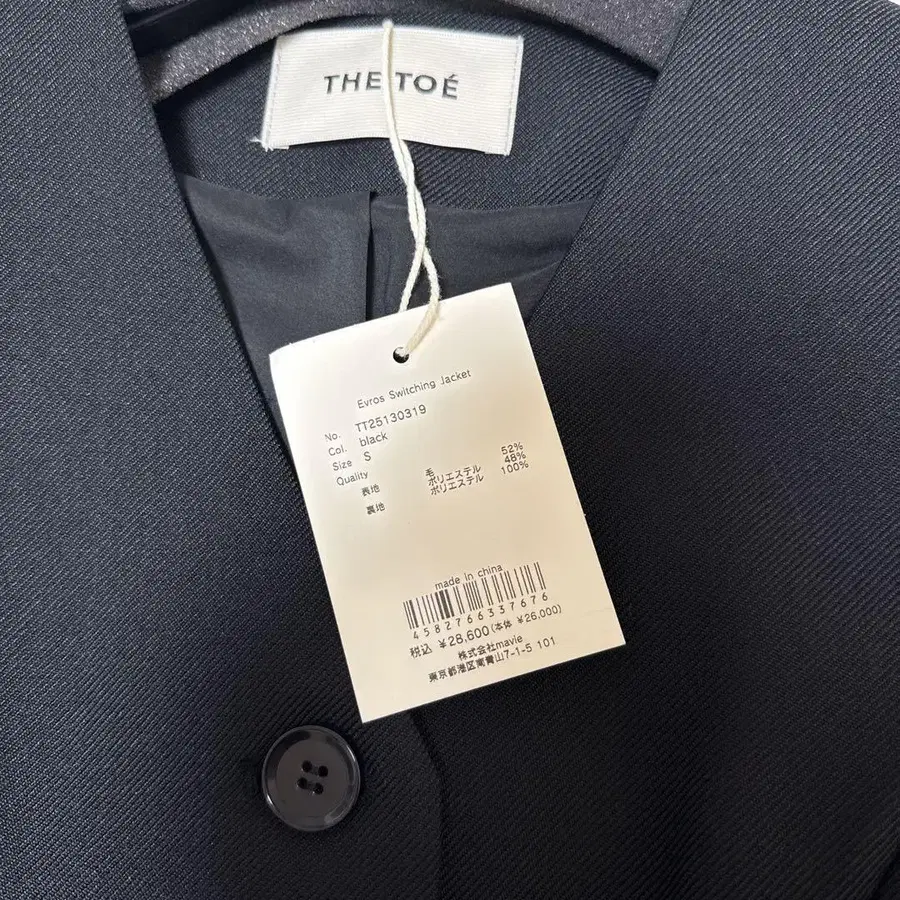 THE TOÉ
Evros Switching Jacket
No. TT25130319
Col. black
Size S
Quality
表地 毛 52%
ポリエステル 48%
裏地 ポリエステル 100%
made in china
4582766337676
税込 ¥28,600(本体 ¥26,000)
株式会社mavie
東京都港区南青山7-1-5 101